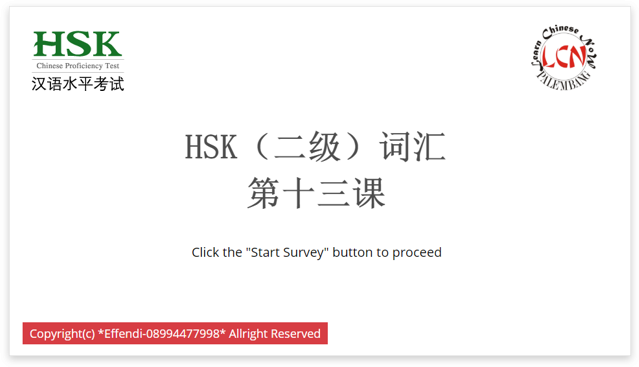 HSK
Chinese Proficiency Test
汉语水平考试
Learn Chinese Now
LCN
PALEMBANG
HSK（二级）词汇
第十三课
Click the "Start Survey" button to proceed
Copyright(c) *Effendi-08994477998* Allright Reserved